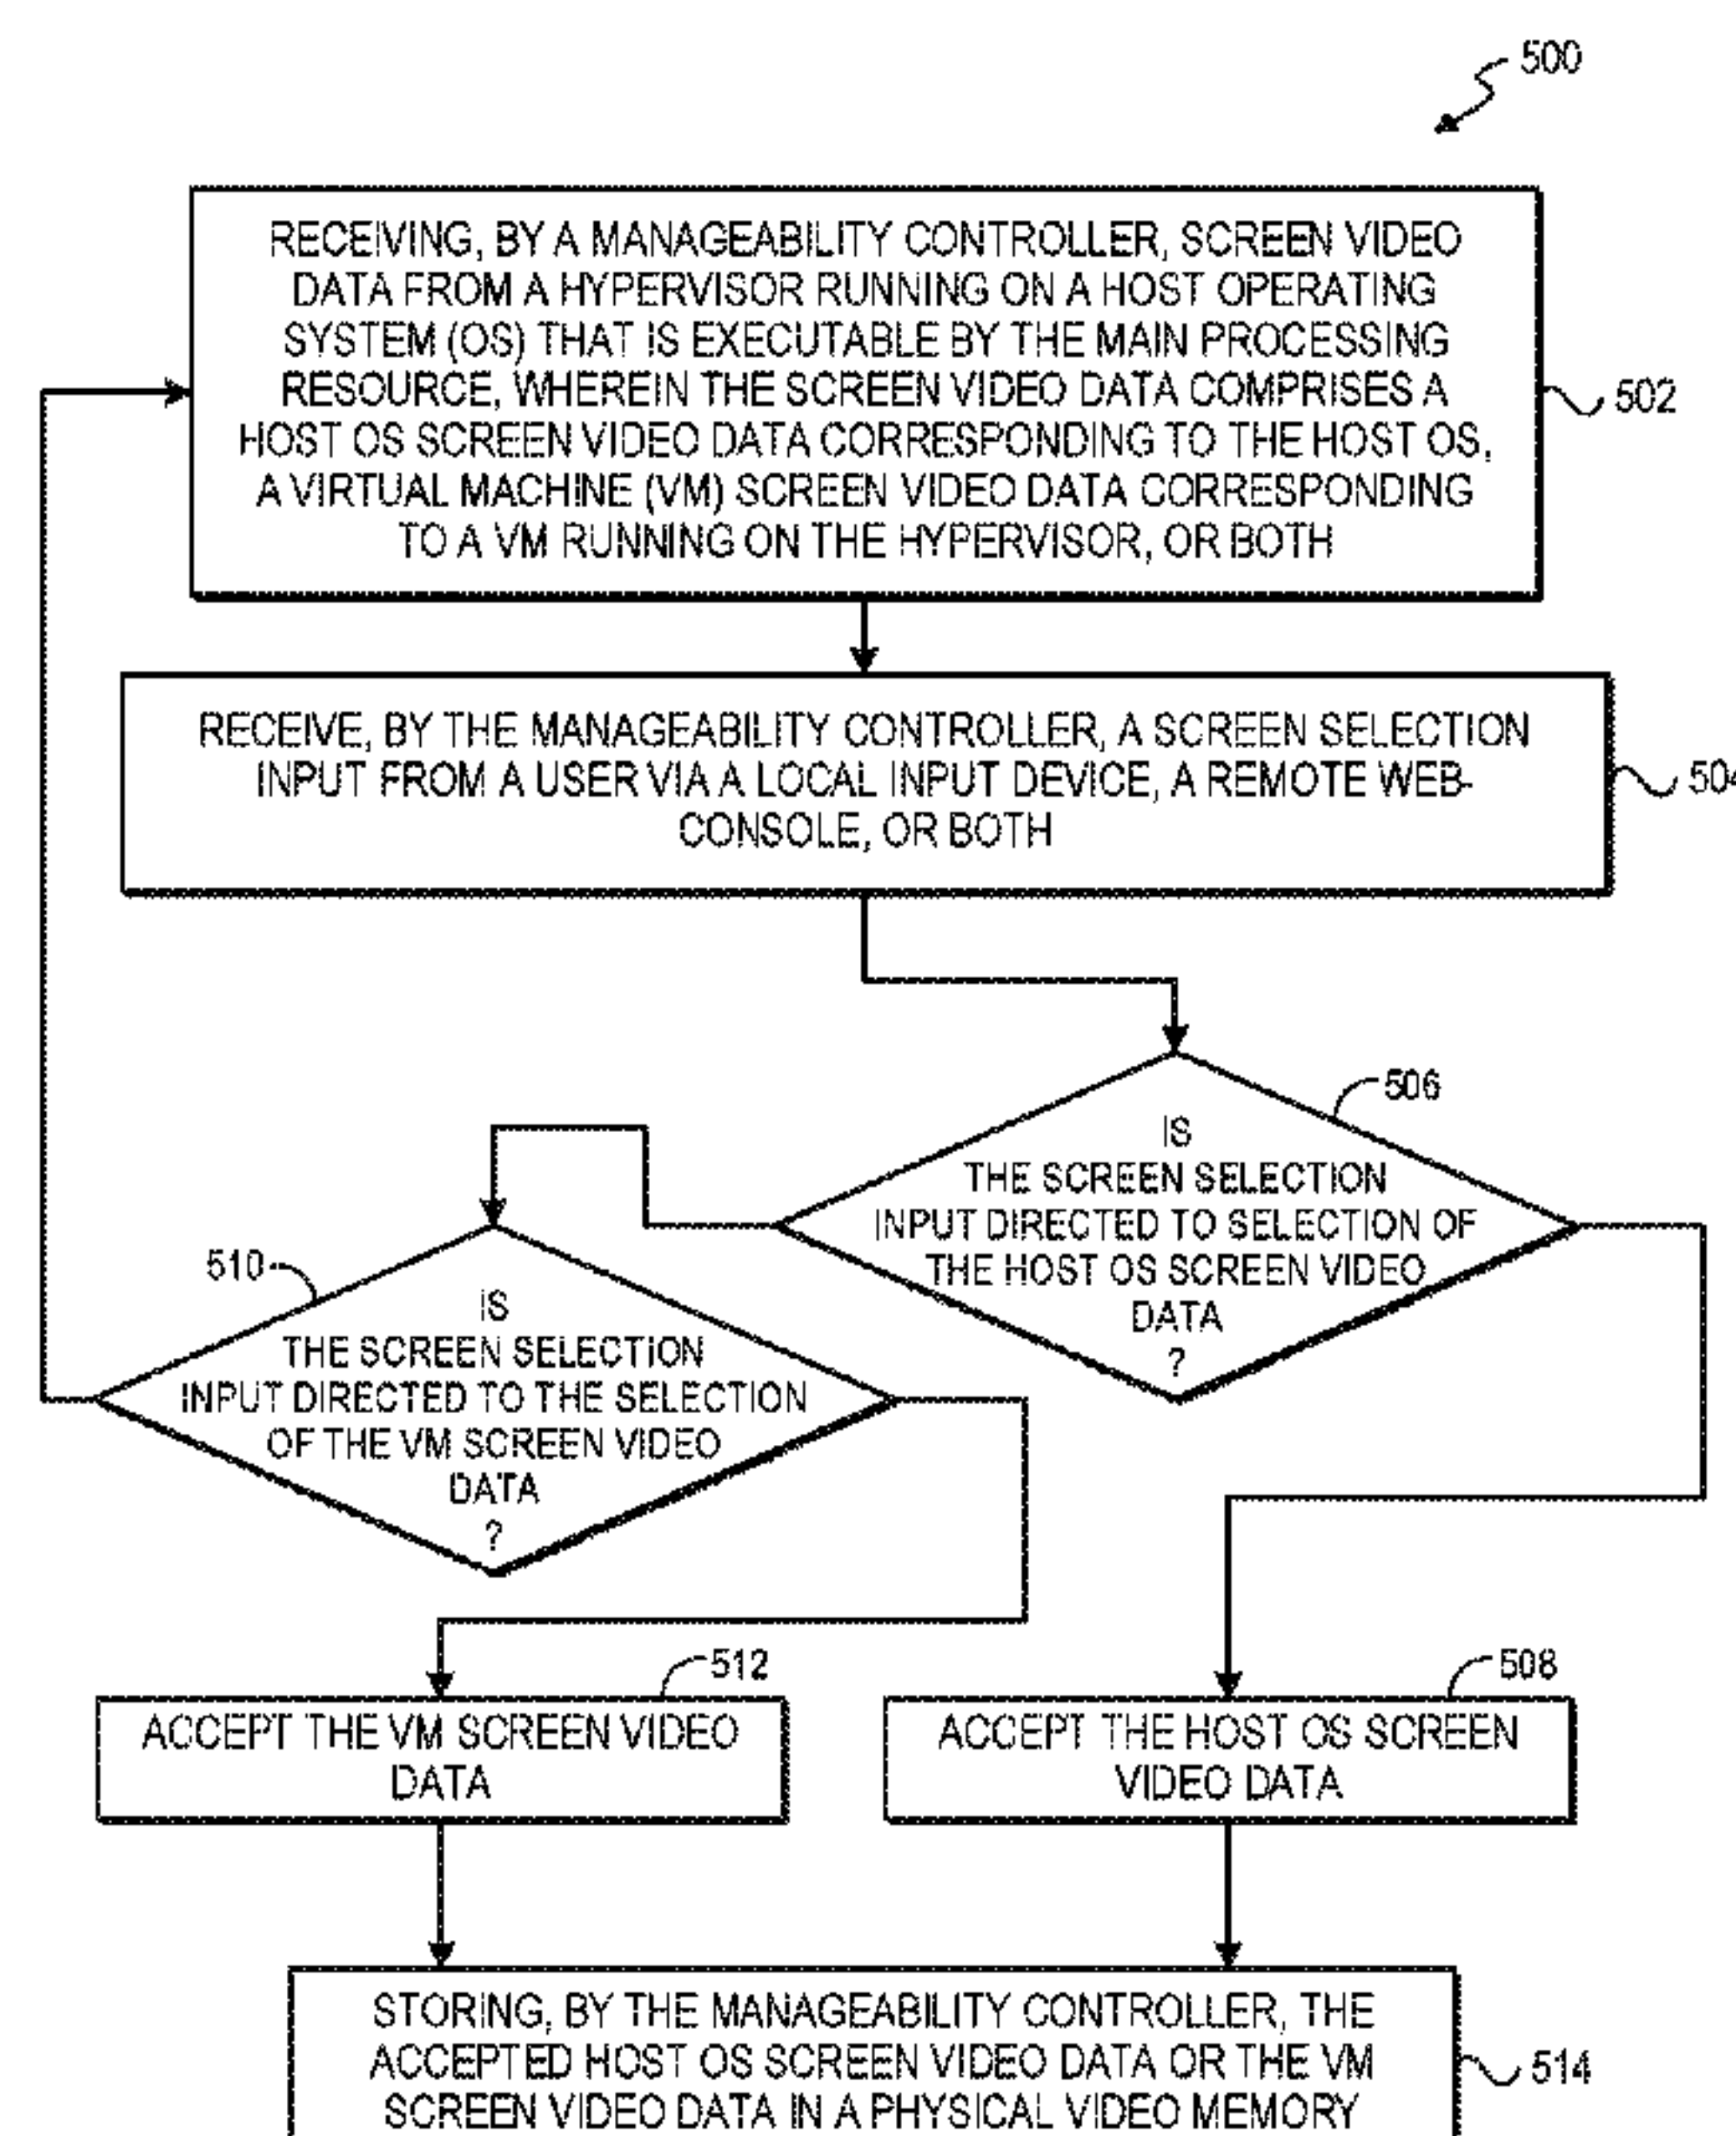 500
RECEIVING, BY A MANAGEABILITY CONTROLLER, SCREEN VIDEO
DATA FROM A HYPERVISOR RUNNING ON A HOST OPERATING
SYSTEM (OS) THAT IS EXECUTABLE BY THE MAIN PROCESSING
RESOURCE, WHEREIN THE SCREEN VIDEO DATA COMPRISES A
HOST OS SCREEN VIDEO DATA CORRESPONDING TO THE HOST OS,
A VIRTUAL MACHINE (VM) SCREEN VIDEO DATA CORRESPONDING
TO A VM RUNNING ON THE HYPERVISOR, OR BOTH
502
RECEIVE, BY THE MANAGEABILITY CONTROLLER, A SCREEN SELECTION
INPUT FROM A USER VIA A LOCAL INPUT DEVICE, A REMOTE WEB-
CONSOLE, OR BOTH
504
506
IS
THE SCREEN SELECTION
INPUT DIRECTED TO SELECTION OF
THE HOST OS SCREEN VIDEO
DATA
?
510
IS
THE SCREEN SELECTION
INPUT DIRECTED TO THE SELECTION
OF THE VM SCREEN VIDEO
DATA
?
512
ACCEPT THE VM SCREEN VIDEO
DATA
508
ACCEPT THE HOST OS SCREEN
VIDEO DATA
STORING, BY THE MANAGEABILITY CONTROLLER, THE
ACCEPTED HOST OS SCREEN VIDEO DATA OR THE VM
SCREEN VIDEO DATA IN A PHYSICAL VIDEO MEMORY
514